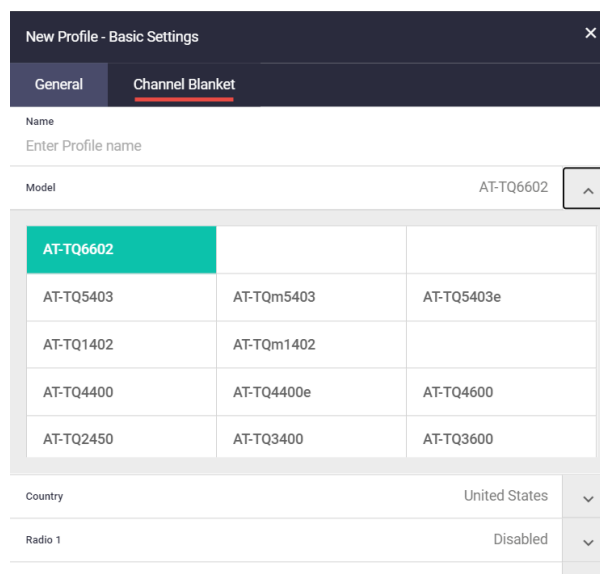 New Profile - Basic Settings
General Channel Blanket
Name
Enter Profile name
Model AT-TQ6602
AT-TQ6602
AT-TQ5403 AT-TQm5403 AT-TQ5403e
AT-TQ1402 AT-TQm1402
AT-TQ4400 AT-TQ4400e AT-TQ4600
AT-TQ2450 AT-TQ3400 AT-TQ3600
Country United States
Radio 1 Disabled